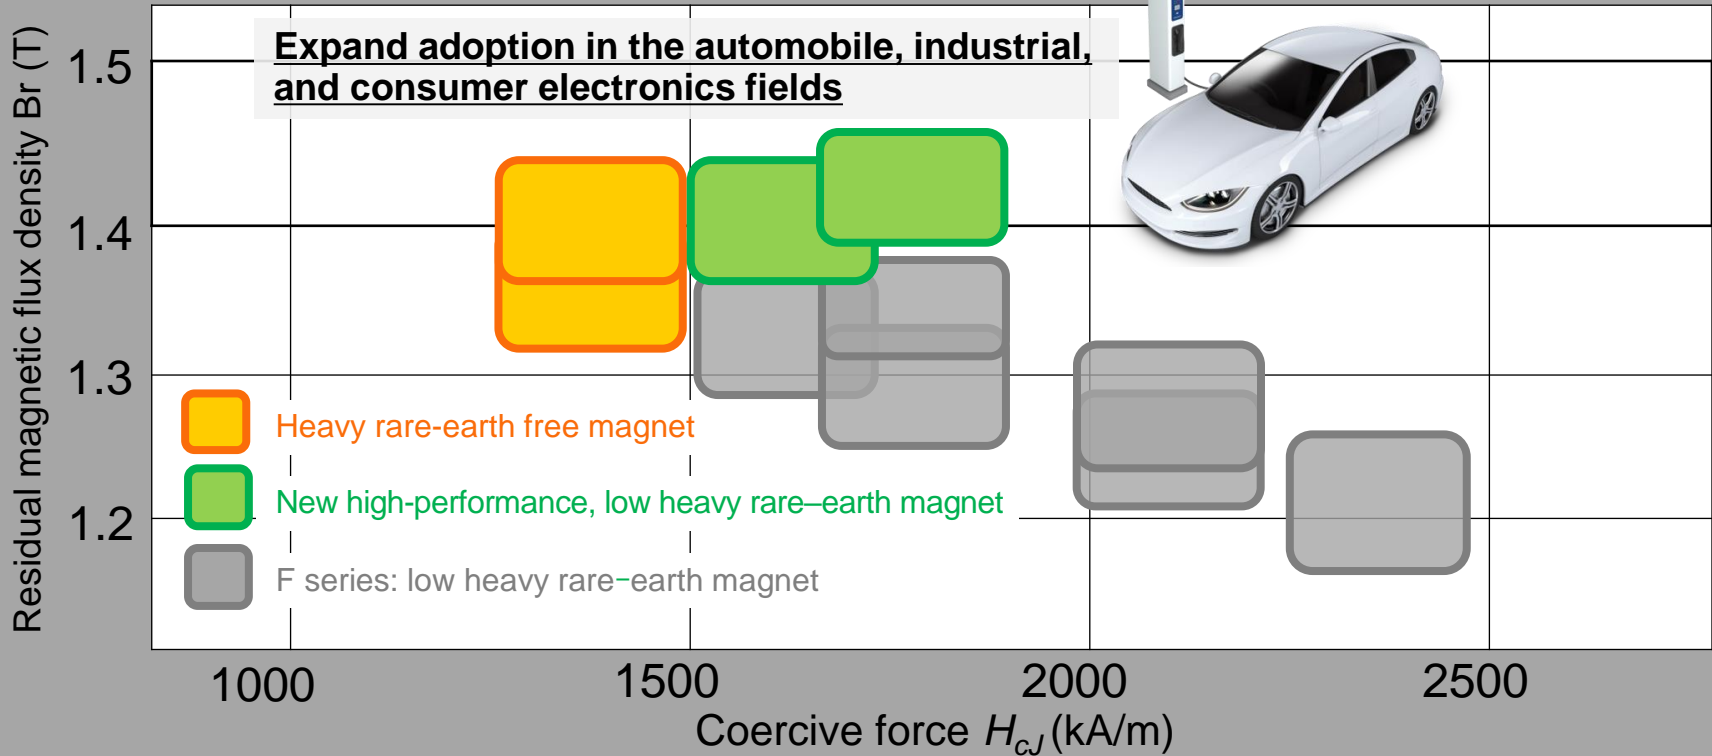 Expand adoption in the automobile, industrial,
and consumer electronics fields
Residual magnetic flux density Br (T)
1.5
1.4
1.3
1.2
Heavy rare-earth free magnet
New high-performance, low heavy rare–earth magnet
F series: low heavy rare–earth magnet
1000
1500
2000
2500
Coercive force HcJ (kA/m)